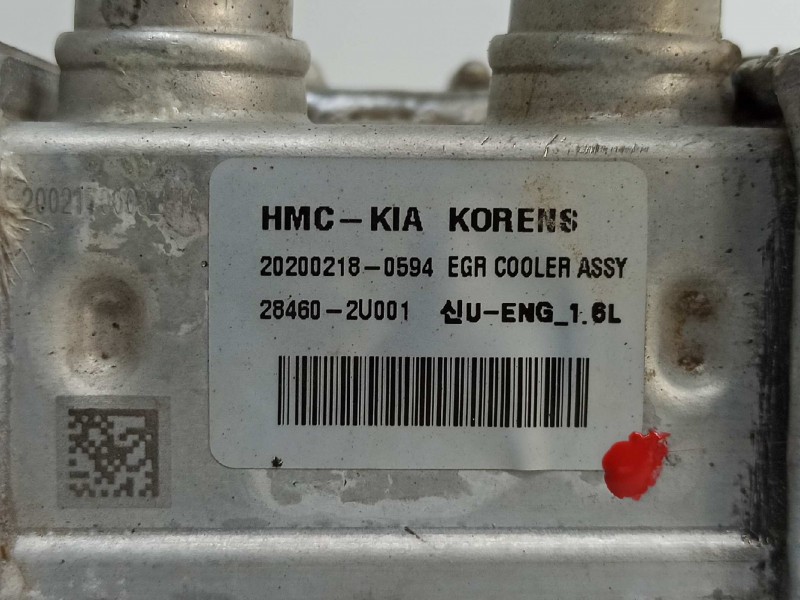 HMC-KIA KORENS
20200218-0594 EGR COOLER ASSY
28460-2U001 신U-ENG_1.6L